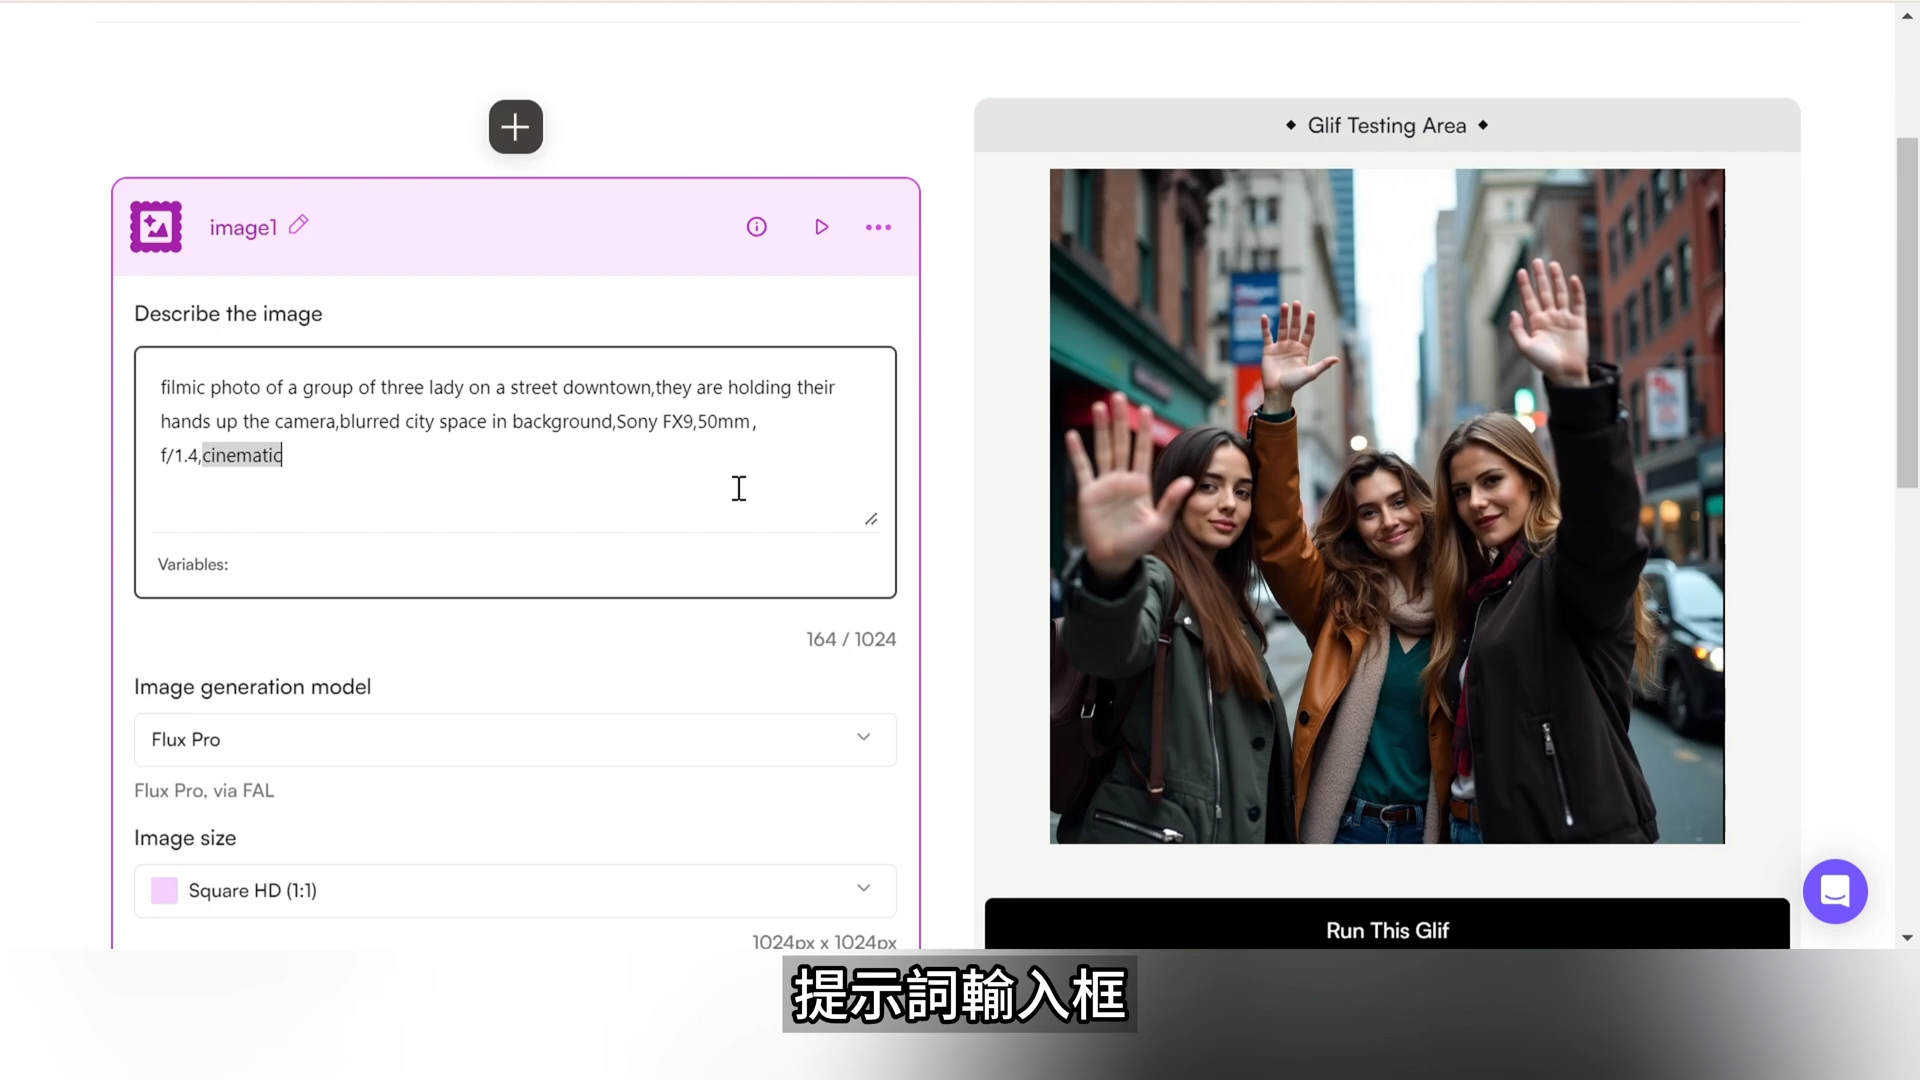 ◆ Glif Testing Area ◆
image1
Describe the image
filmic photo of a group of three lady on a street downtown,they are holding their
hands up the camera,blurred city space in background,Sony FX9,50mm,
f/1.4,cinematic
Variables:
164 / 1024
Image generation model
Flux Pro
Flux Pro, via FAL
Image size
Square HD (1:1)
1024px x 1024px
Run This Glif
提示詞輸入框